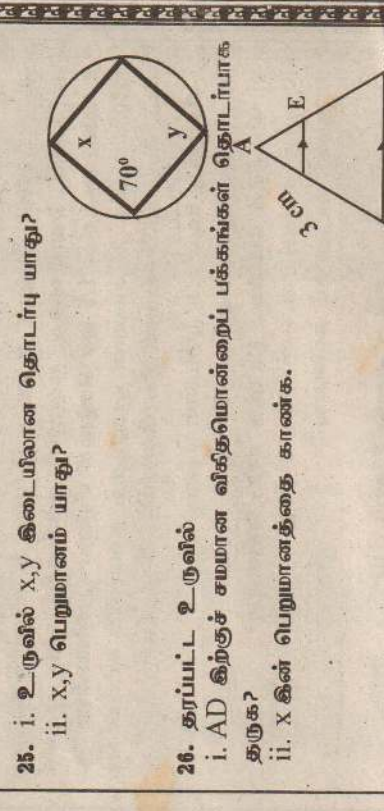 25. i. உருவில் x,y இடையிலான தொடர்பு யாது?
ii. x,y பெறுமானம் யாது?
x
70°
y
26. தரப்பட்ட உருவில்
i. AD இற்குச் சமமான விகிதமொன்றைப் பக்கங்கள் தொடர்பாக
தருக?
ii. x இன் பெறுமானத்தை காண்க.
A
3 cm
E